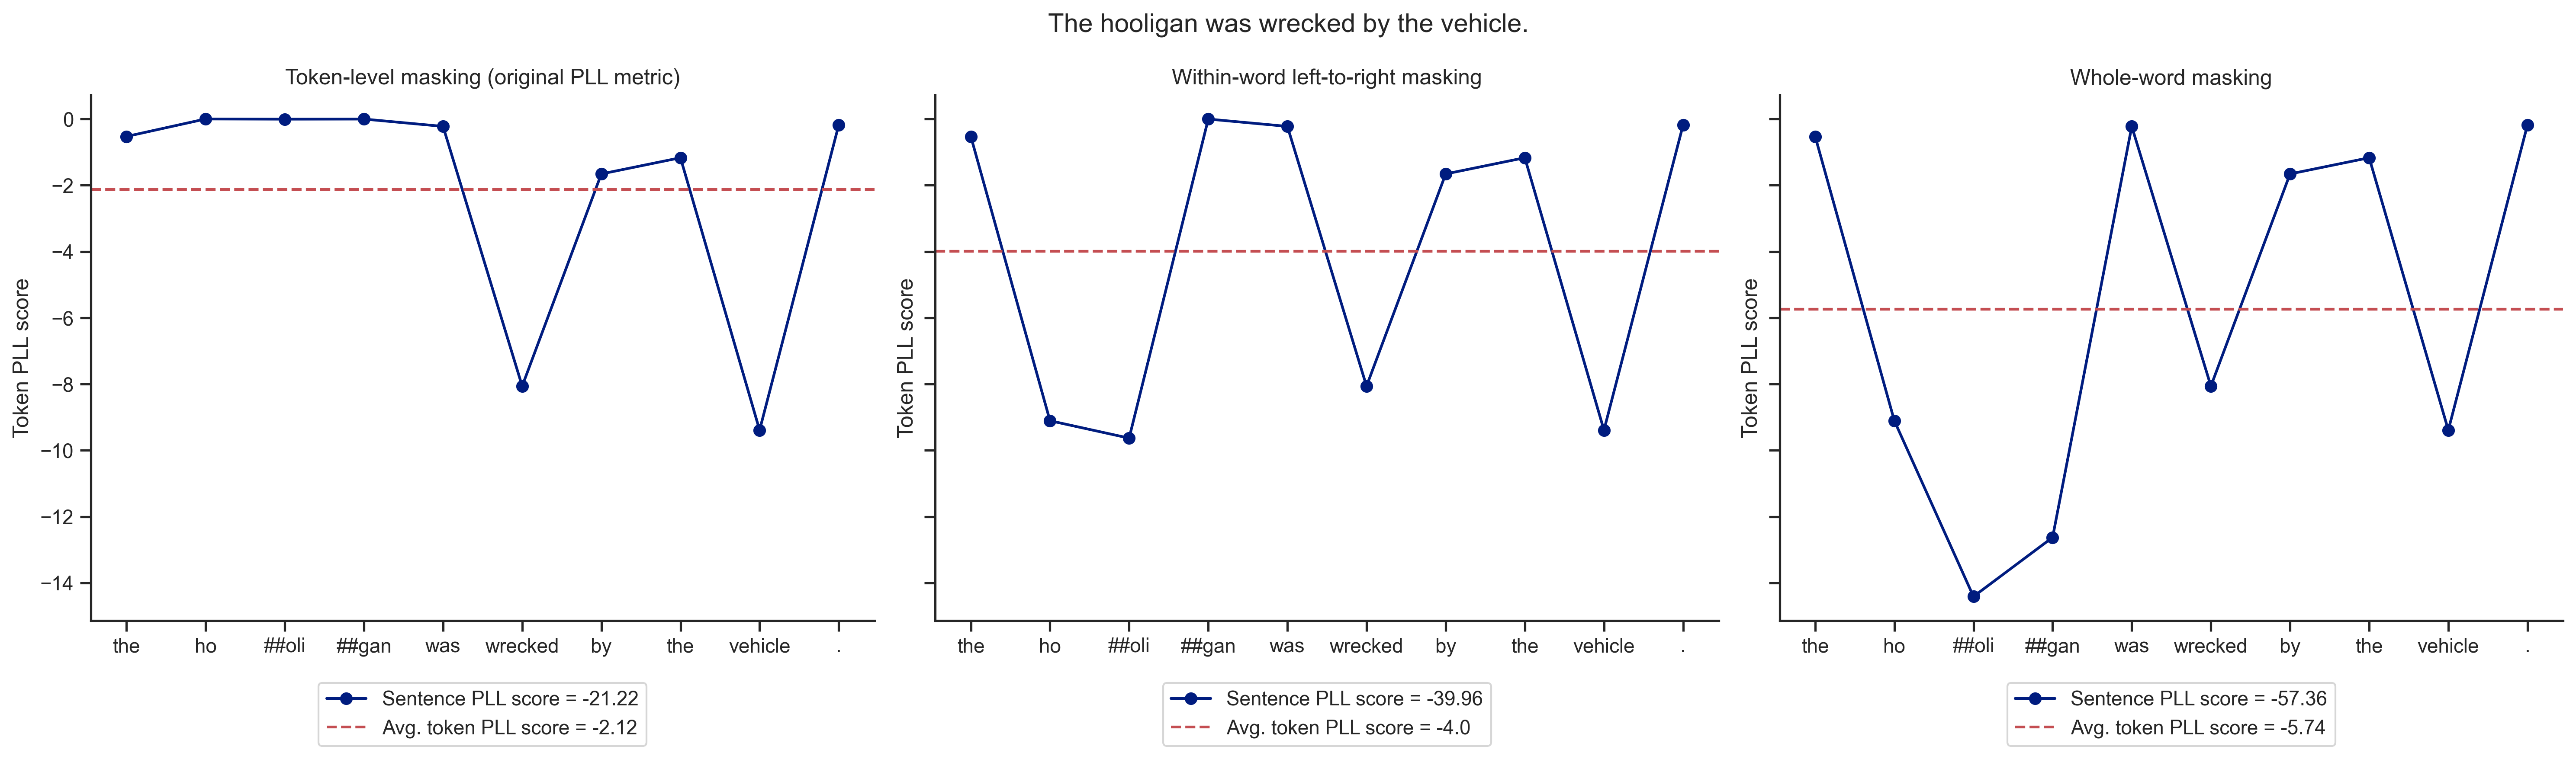 The hooligan was wrecked by the vehicle.
Token-level masking (original PLL metric)
Token PLL score
0
−2
−4
−6
−8
−10
−12
−14
the ho ##oli ##gan was wrecked by the vehicle .
Sentence PLL score = -21.22
Avg. token PLL score = -2.12
Within-word left-to-right masking
Token PLL score
the ho ##oli ##gan was wrecked by the vehicle .
Sentence PLL score = -39.96
Avg. token PLL score = -4.0
Whole-word masking
Token PLL score
the ho ##oli ##gan was wrecked by the vehicle .
Sentence PLL score = -57.36
Avg. token PLL score = -5.74